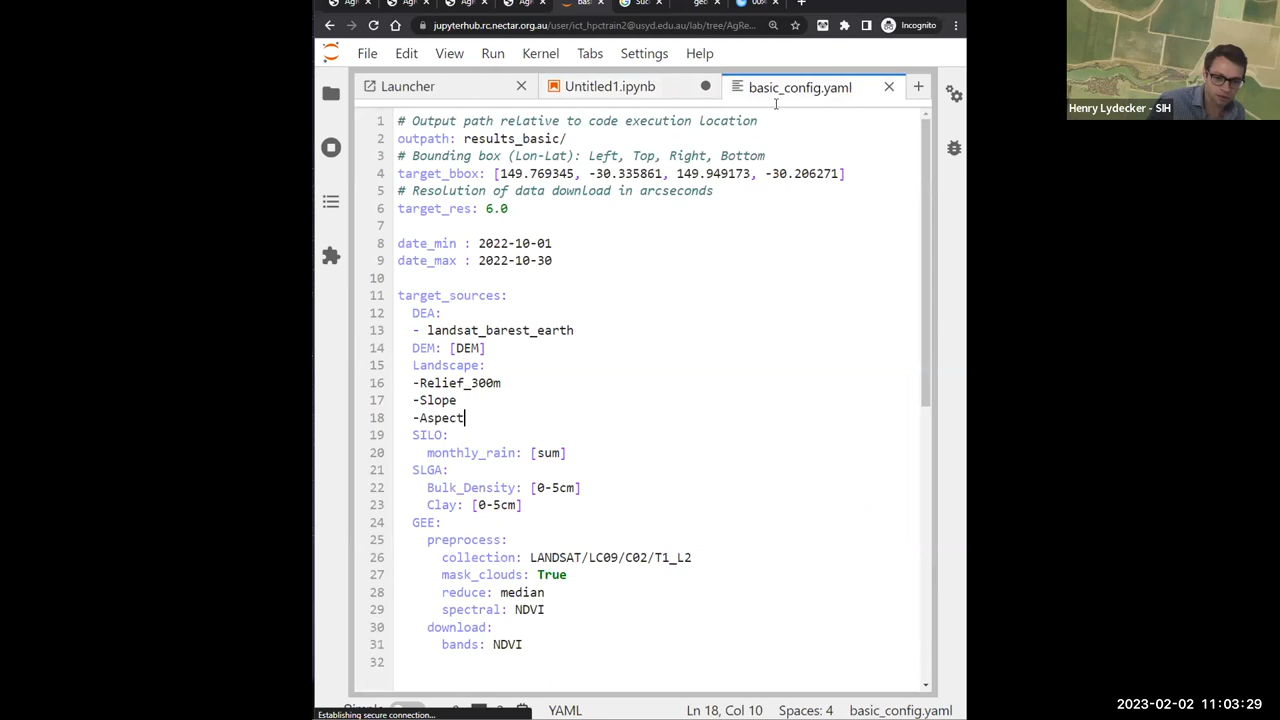 jupyterhub.rc.nectar.org.au/user/ict_hpctrain2@usyd.edu.au/lab/tree/AgRe...
Incognito
File Edit View Run Kernel Tabs Settings Help
Launcher
Untitled1.ipynb
basic_config.yaml
Henry Lydecker - SIH
1 # Output path relative to code execution location
2 outpath: results_basic/
3 # Bounding box (Lon-Lat): Left, Top, Right, Bottom
4 target_bbox: [149.769345, -30.335861, 149.949173, -30.206271]
5 # Resolution of data download in arcseconds
6 target_res: 6.0
7
8 date_min : 2022-10-01
9 date_max : 2022-10-30
10
11 target_sources:
12 DEA:
13 - landsat_barest_earth
14 DEM: [DEM]
15 Landscape:
16 -Relief_300m
17 -Slope
18 -Aspect
19 SILO:
20 monthly_rain: [sum]
21 SLGA:
22 Bulk_Density: [0-5cm]
23 Clay: [0-5cm]
24 GEE:
25 preprocess:
26 collection: LANDSAT/LC09/C02/T1_L2
27 mask_clouds: True
28 reduce: median
29 spectral: NDVI
30 download:
31 bands: NDVI
32
YAML Ln 18, Col 10 Spaces: 4 basic_config.yaml
Establishing secure connection...
2023-02-02 11:03:29